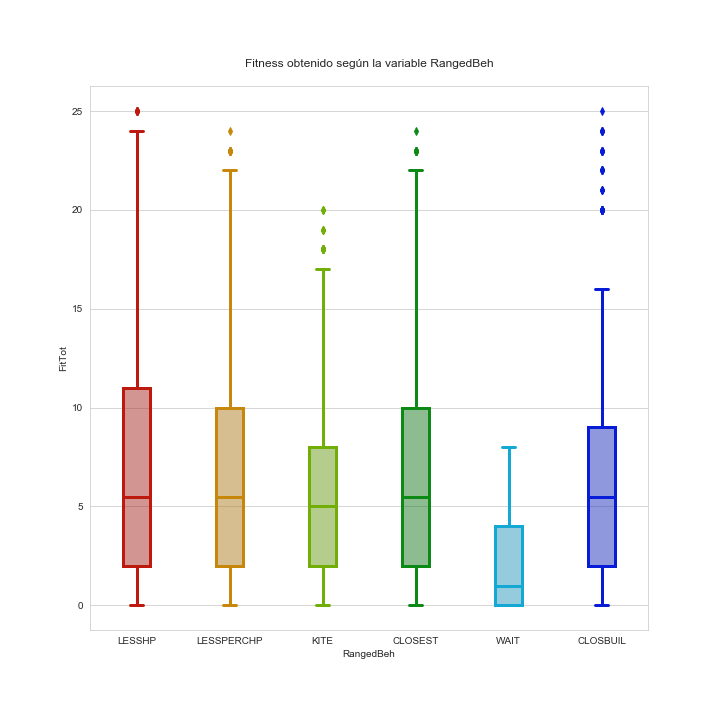 Fitness obtenido según la variable RangedBeh
25
20
15
10
5
0
FitTot
LESSHP LESSPERCHP KITE CLOSEST WAIT CLOSBUIL
RangedBeh